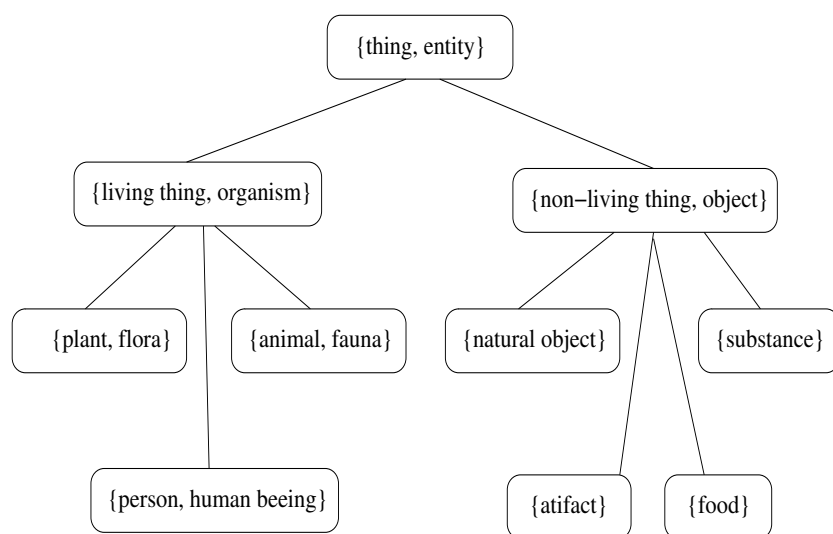 {thing, entity}
{living thing, organism}
{non−living thing, object}
{plant, flora}
{animal, fauna}
{natural object}
{substance}
{person, human beeing}
{atifact}
{food}